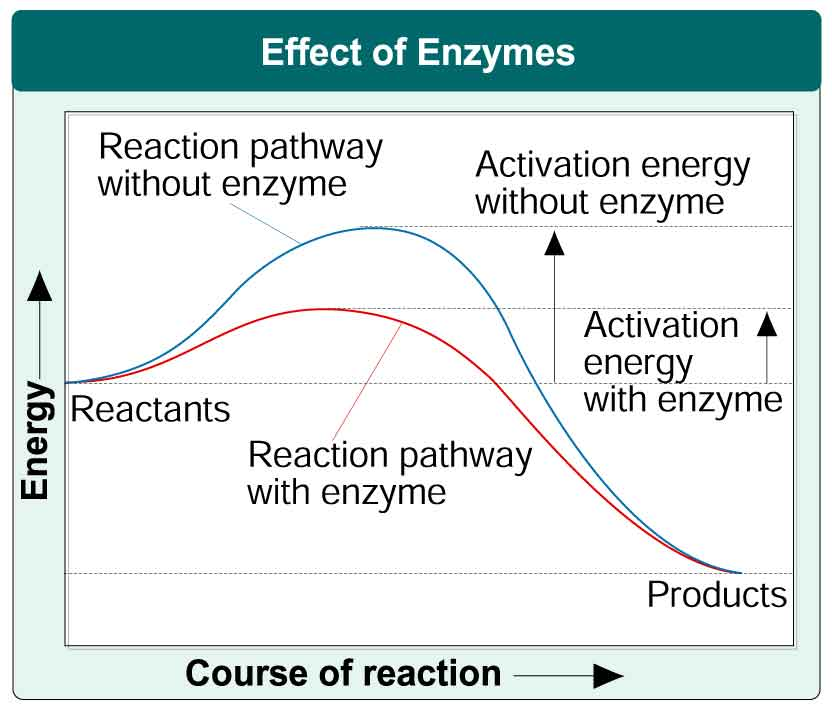 Effect of Enzymes
Reaction pathway
without enzyme
Activation energy
without enzyme
Activation
energy
with enzyme
Reactants
Reaction pathway
with enzyme
Products
Energy
Course of reaction